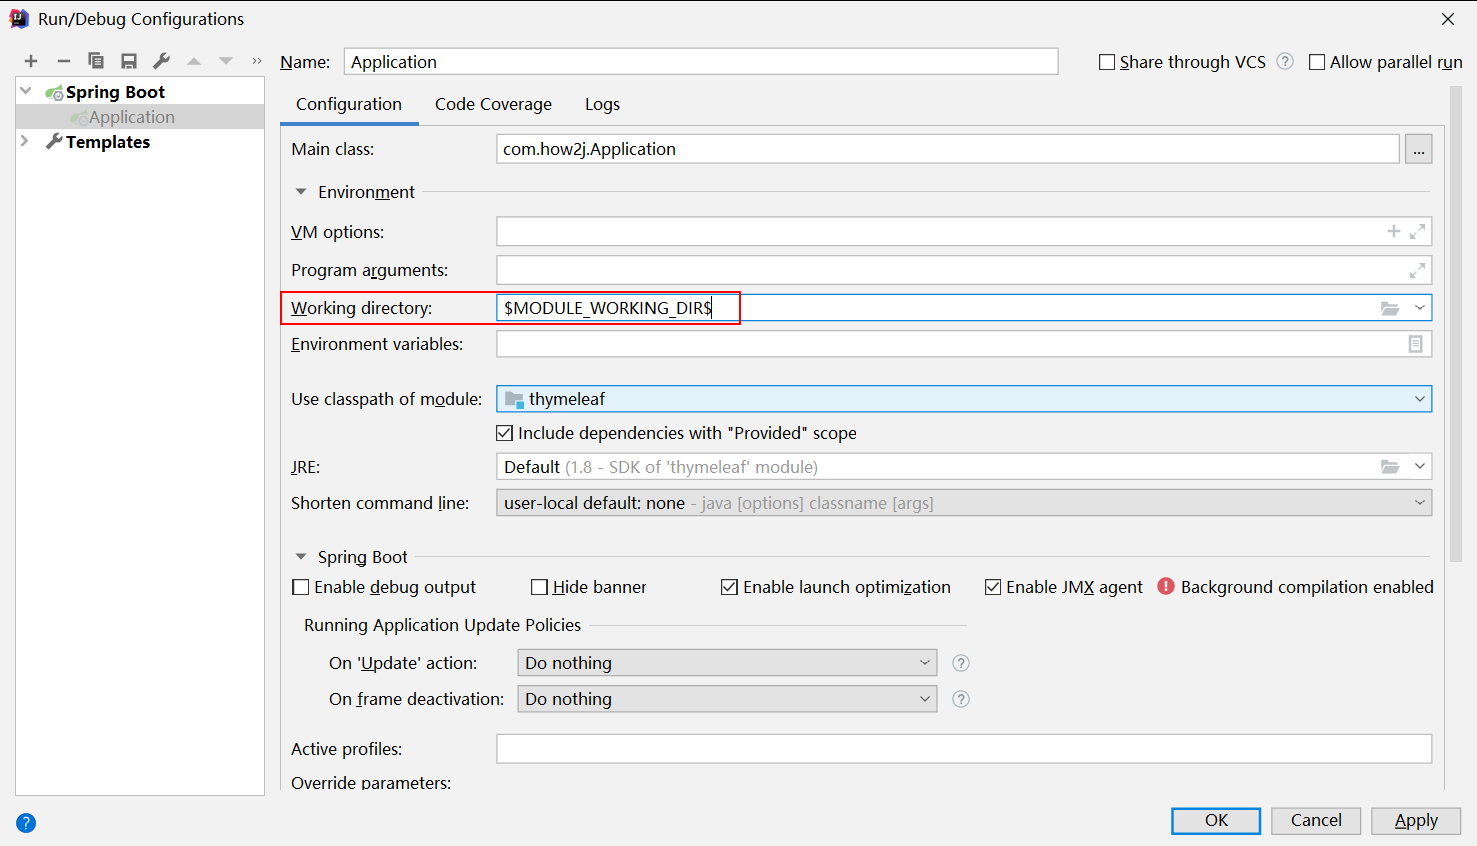 Run/Debug Configurations
Name: Application Share through VCS ? Allow parallel run
Spring Boot
Application
Templates
Configuration Code Coverage Logs
Main class: com.how2j.Application ...
Environment
VM options:
Program arguments:
Working directory: $MODULE_WORKING_DIR$
Environment variables:
Use classpath of module: thymeleaf
Include dependencies with "Provided" scope
JRE: Default (1.8 - SDK of 'thymeleaf' module)
Shorten command line: user-local default: none - java [options] classname [args]
Spring Boot
Enable debug output Hide banner Enable launch optimization Enable JMX agent Background compilation enabled
Running Application Update Policies
On 'Update' action: Do nothing ?
On frame deactivation: Do nothing ?
Active profiles:
Override parameters:
? OK Cancel Apply